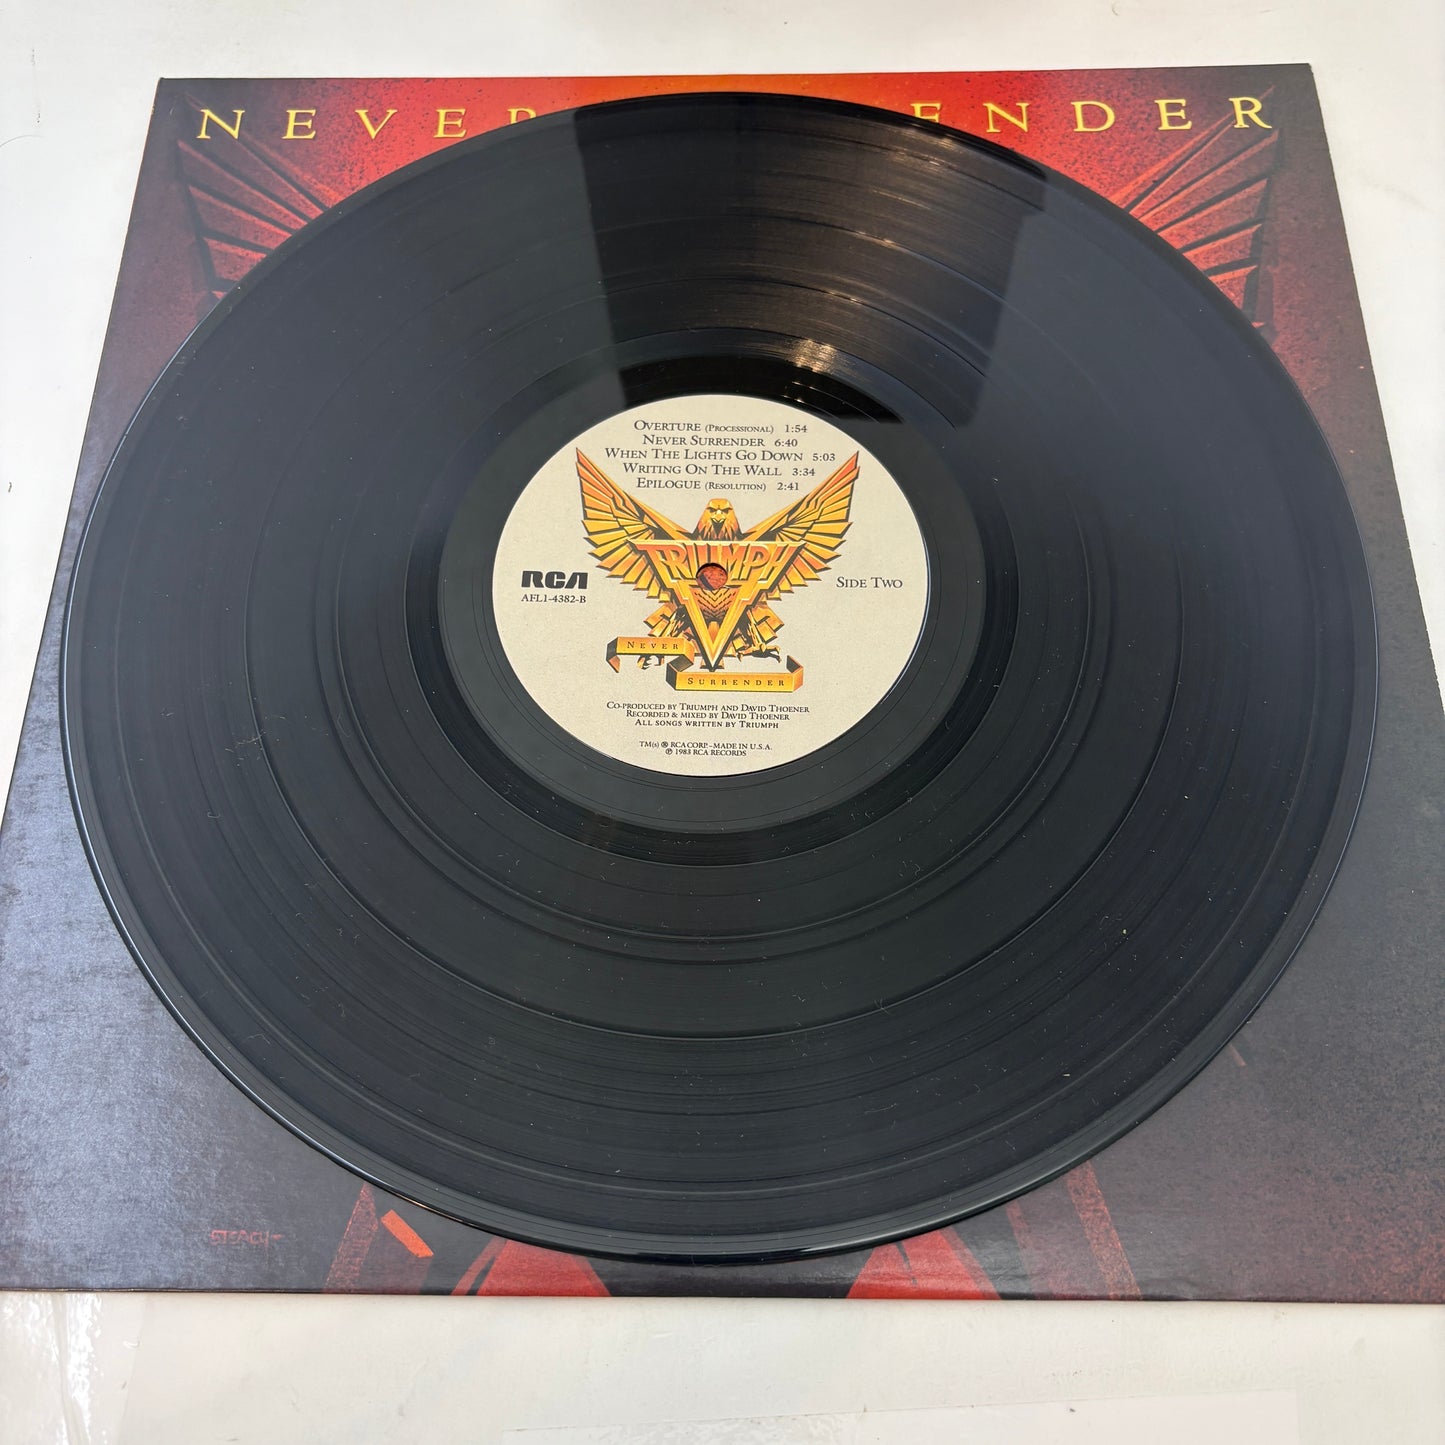 NEVER
ENDER
OVERTURE (PROCESSIONAL) 1:54
NEVER SURRENDER 6:40
WHEN THE LIGHTS GO DOWN 5:03
WRITING ON THE WALL 3:34
EPILOGUE (RESOLUTION) 2:41
TRIUMPH
RCA
AFL1-4382-B
SIDE TWO
NEVER
SURRENDER
CO-PRODUCED BY TRIUMPH AND DAVID THOENER
RECORDED & MIXED BY DAVID THOENER
ALL SONGS WRITTEN BY TRIUMPH
TM(s) ® RCA CORP.–MADE IN U.S.A.
℗ 1983 RCA RECORDS